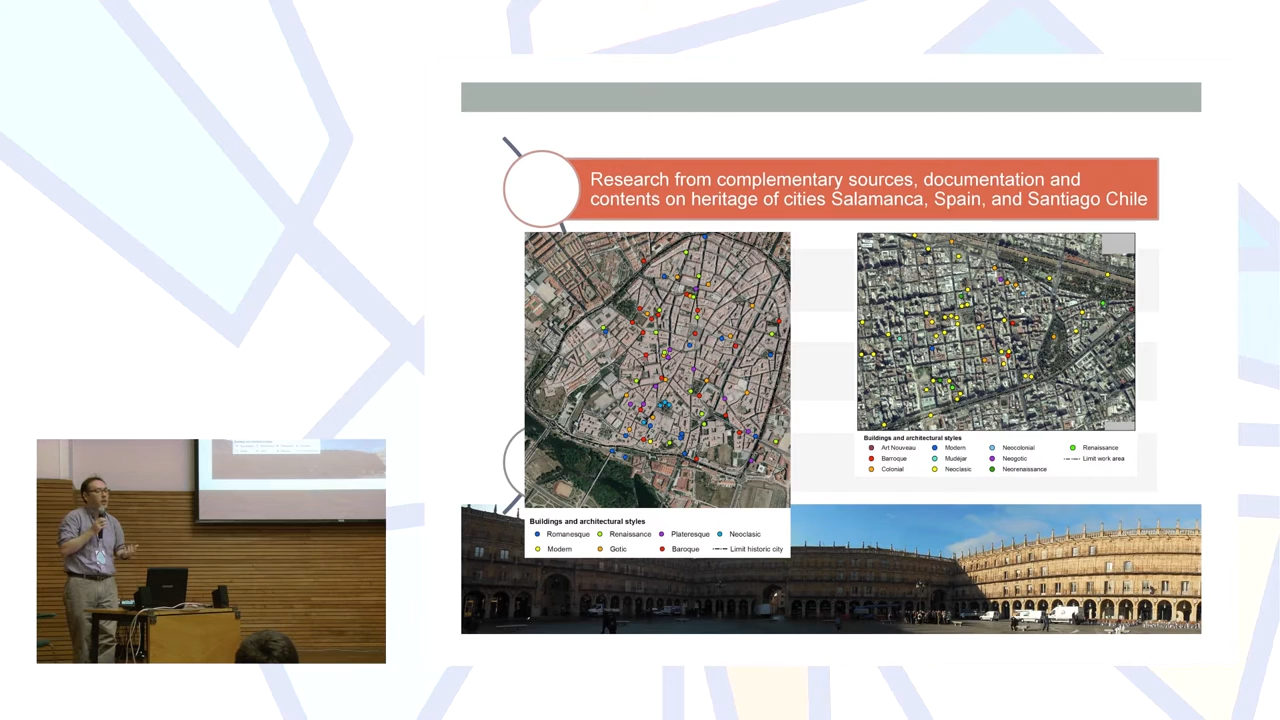 Research from complementary sources, documentation and
contents on heritage of cities Salamanca, Spain, and Santiago Chile
Buildings and architectural styles
Romanesque Renaissance Plateresque Neoclasic
Modern Gotic Baroque Limit historic city
Buildings and architectural styles
Art Nouveau Modern Neocolonial Renaissance
Barroque Mudéjar Neogotic Limit work area
Colonial Neoclasic Neorenaissance